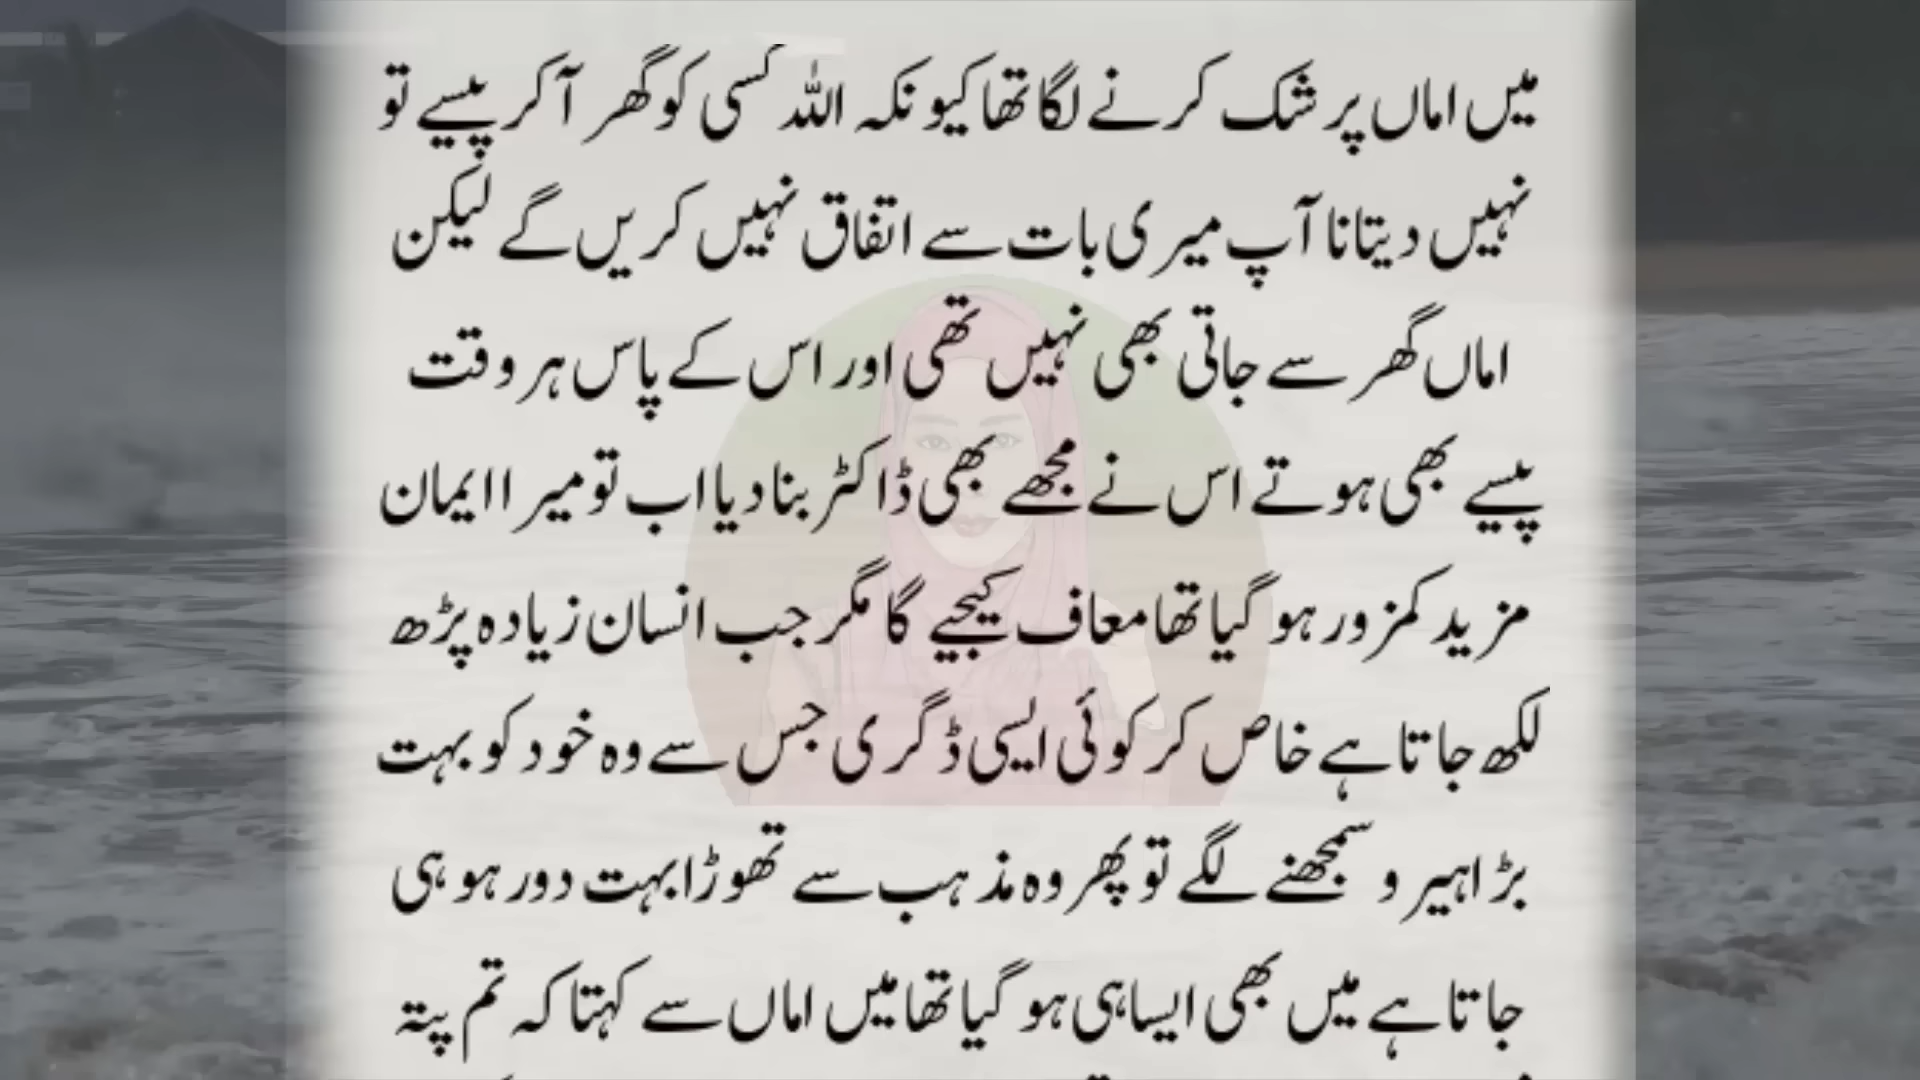 میں اماں پر شک کرنے لگا تھا کیونکہ اللہ کسی کو گھر آ کر پیسے تو
نہیں دیتا نا آپ میری بات سے اتفاق نہیں کریں گے لیکن
اماں گھر سے جاتی بھی نہیں تھی اور اس کے پاس ہر وقت
پیسے بھی ہوتے اس نے مجھے بھی ڈاکٹر بنا دیا اب تو میرا ایمان
مزید کمزور ہو گیا تھا معاف کیجیے گا مگر جب انسان زیادہ پڑھ
لکھ جاتا ہے خاص کر کوئی ایسی ڈگری جس سے وہ خود کو بہت
بڑا ہیرو سمجھنے لگے تو پھر وہ مذہب سے تھوڑا بہت دور ہو ہی
جاتا ہے میں بھی ایسا ہی ہو گیا تھا میں اماں سے کہتا کہ تم پتہ